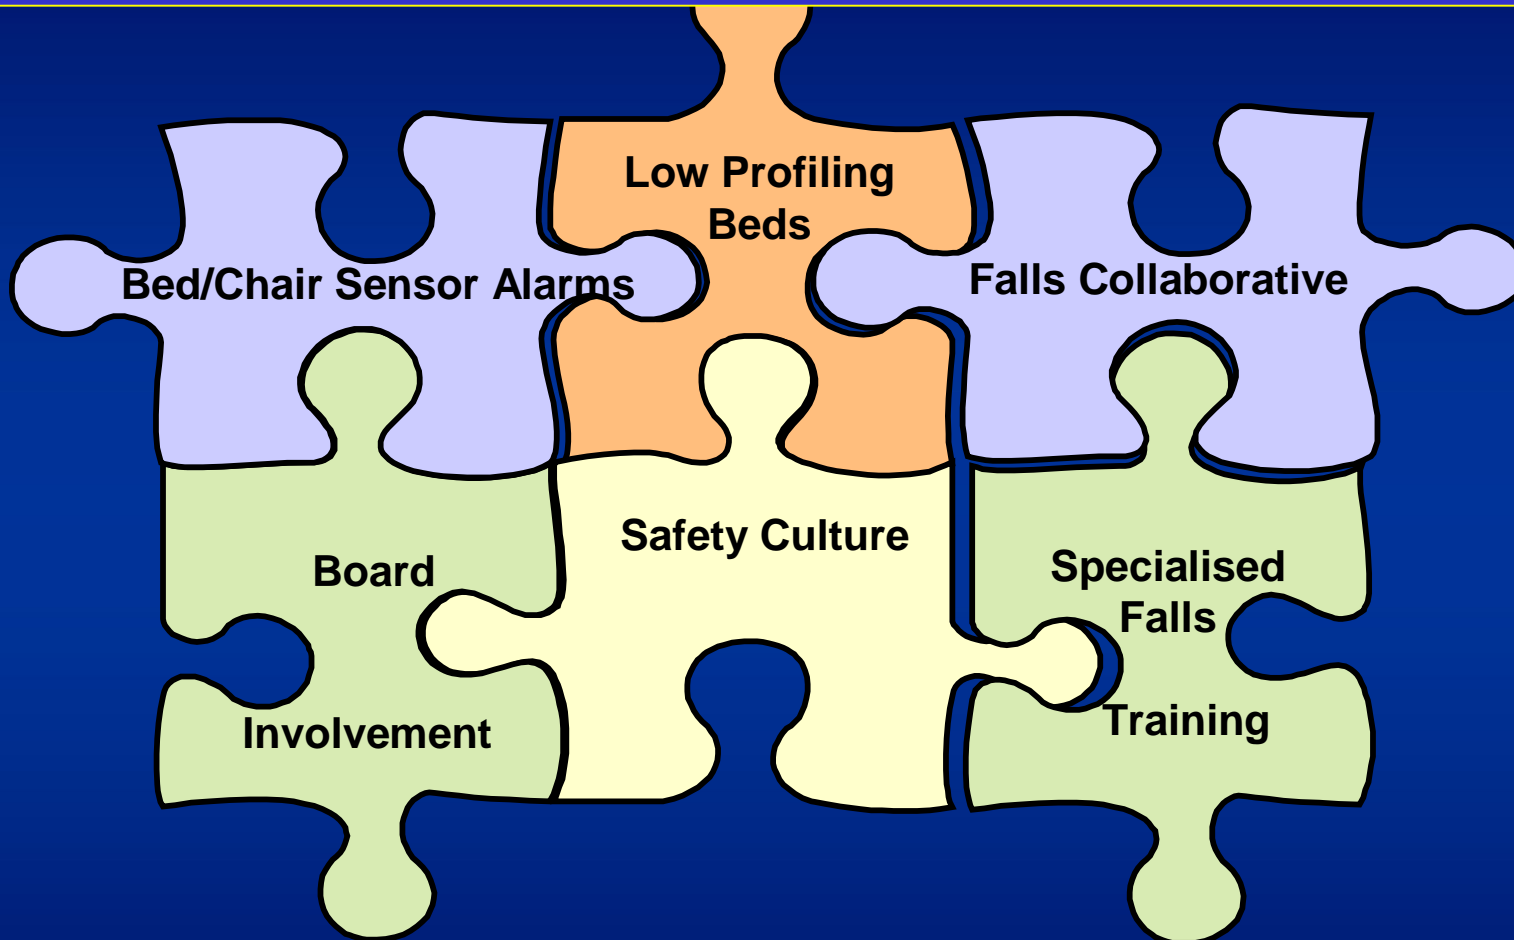 Low Profiling
Beds
Bed/Chair Sensor Alarms
Falls Collaborative
Board
Involvement
Safety Culture
Specialised
Falls
Training